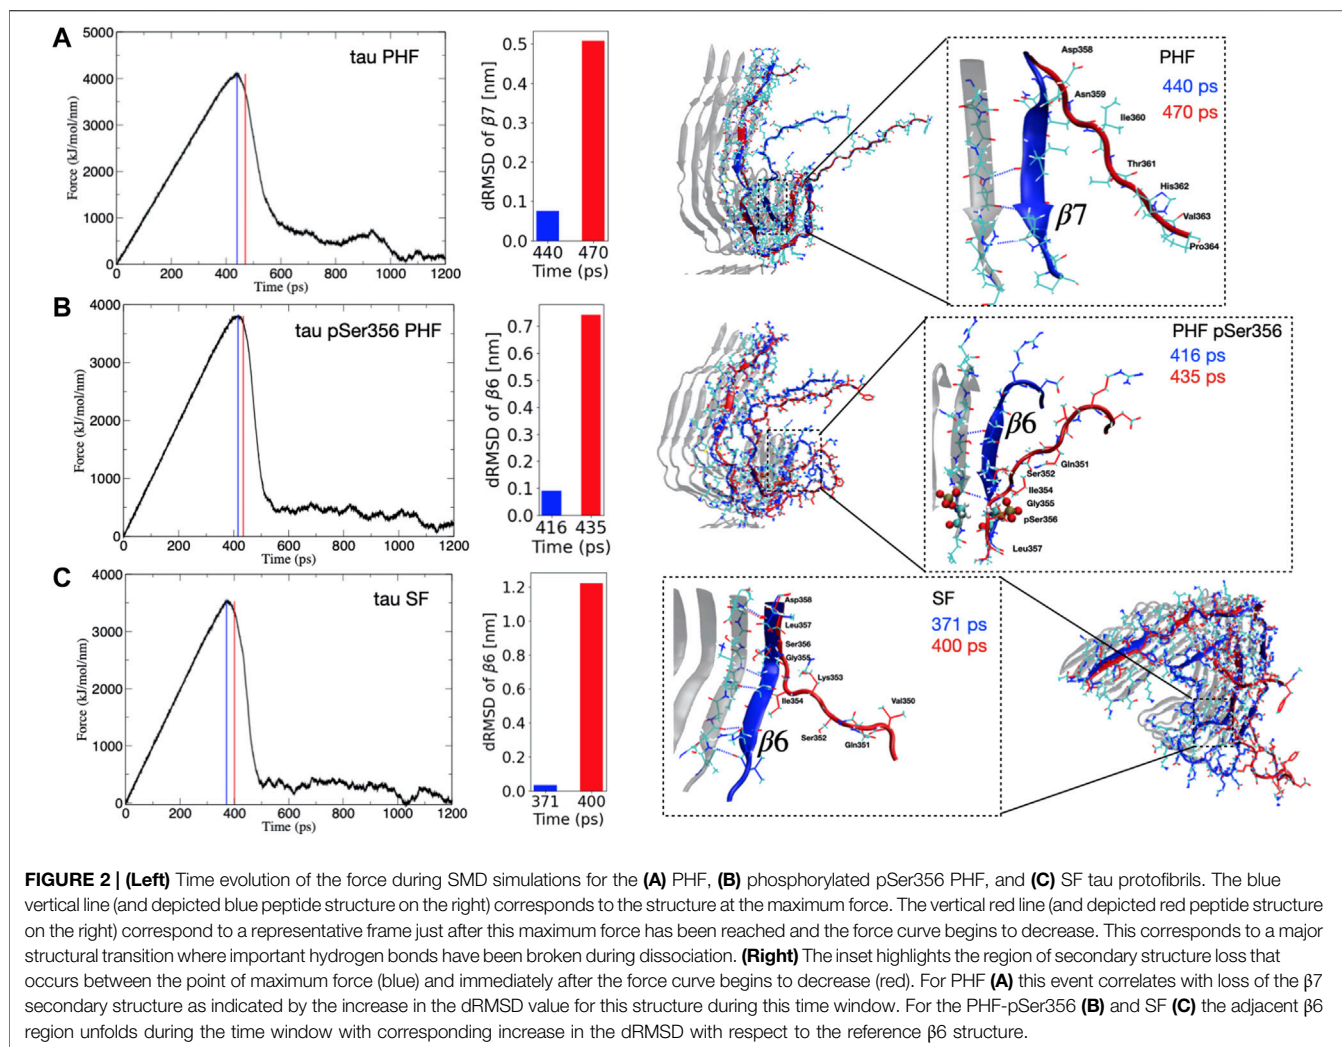 A
tau PHF
Force (kJ/mol/nm)
5000
4000
3000
2000
1000
0
0
200
400
600
800
1000
1200
Time (ps)
dRMSD of β7 [nm]
0.5
0.4
0.3
0.2
0.1
0.0
440
470
Time (ps)
PHF
440 ps
470 ps
Asp358
Asn359
Ile360
Thr361
His362
Val363
Pro364
β7
B
tau pSer356 PHF
Force (kJ/mol/nm)
4000
3000
2000
1000
0
0
200
400
600
800
1000
1200
Time (ps)
dRMSD of β6 [nm]
0.7
0.6
0.5
0.4
0.3
0.2
0.1
0.0
416
435
Time (ps)
PHF pSer356
416 ps
435 ps
β6
Gln351
Ser352
Ile354
Gly355
pSer356
Leu357
C
tau SF
Force (kJ/mol/nm)
4000
3000
2000
1000
0
0
200
400
600
800
1000
1200
Time (ps)
dRMSD of β6 [nm]
1.2
1.0
0.8
0.6
0.4
0.2
0.0
371
400
Time (ps)
SF
371 ps
400 ps
Asp358
Leu357
Ser356
Gly355
Lys353
Ile354
Val350
Ser352
Gln351
β6
FIGURE 2 | (Left) Time evolution of the force during SMD simulations for the (A) PHF, (B) phosphorylated pSer356 PHF, and (C) SF tau protofibrils. The blue
vertical line (and depicted blue peptide structure on the right) corresponds to the structure at the maximum force. The vertical red line (and depicted red peptide structure
on the right) correspond to a representative frame just after this maximum force has been reached and the force curve begins to decrease. This corresponds to a major
structural transition where important hydrogen bonds have been broken during dissociation. (Right) The inset highlights the region of secondary structure loss that
occurs between the point of maximum force (blue) and immediately after the force curve begins to decrease (red). For PHF (A) this event correlates with loss of the β7
secondary structure as indicated by the increase in the dRMSD value for this structure during this time window. For the PHF-pSer356 (B) and SF (C) the adjacent β6
region unfolds during the time window with corresponding increase in the dRMSD with respect to the reference β6 structure.